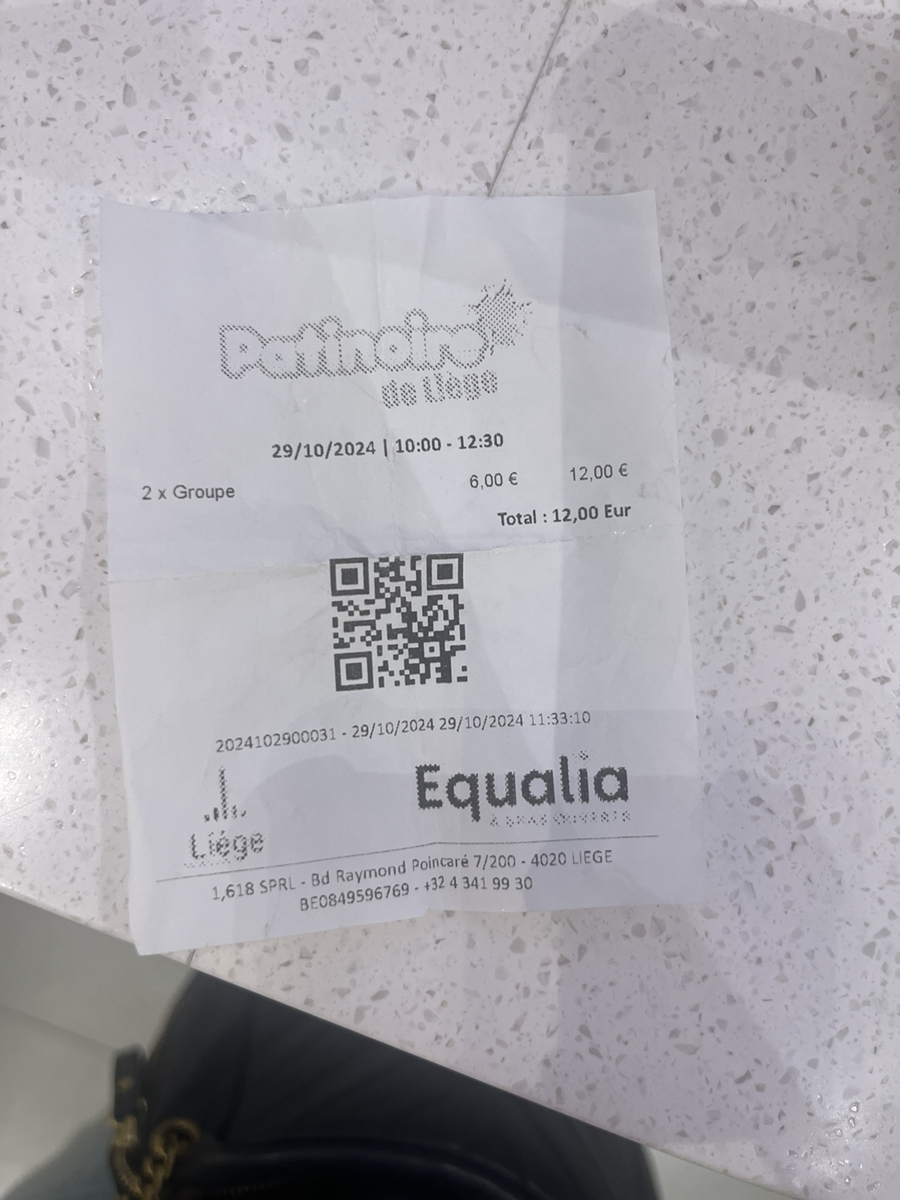 Patinoire
de Liège
29/10/2024 | 10:00 - 12:30
2 x Groupe 6,00 € 12,00 €
Total : 12,00 Eur
2024102900031 - 29/10/2024 29/10/2024 11:33:10
Liége
Equalia
1,618 SPRL - Bd Raymond Poincaré 7/200 - 4020 LIEGE
BE0849596769 - +32 4 341 99 30